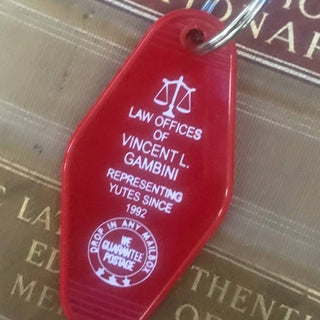 LAW OFFICES
OF
VINCENT L.
GAMBINI
REPRESENTING
YUTES SINCE
1992
DROP IN ANY MAILBOX
WE
GUARANTEE
POSTAGE